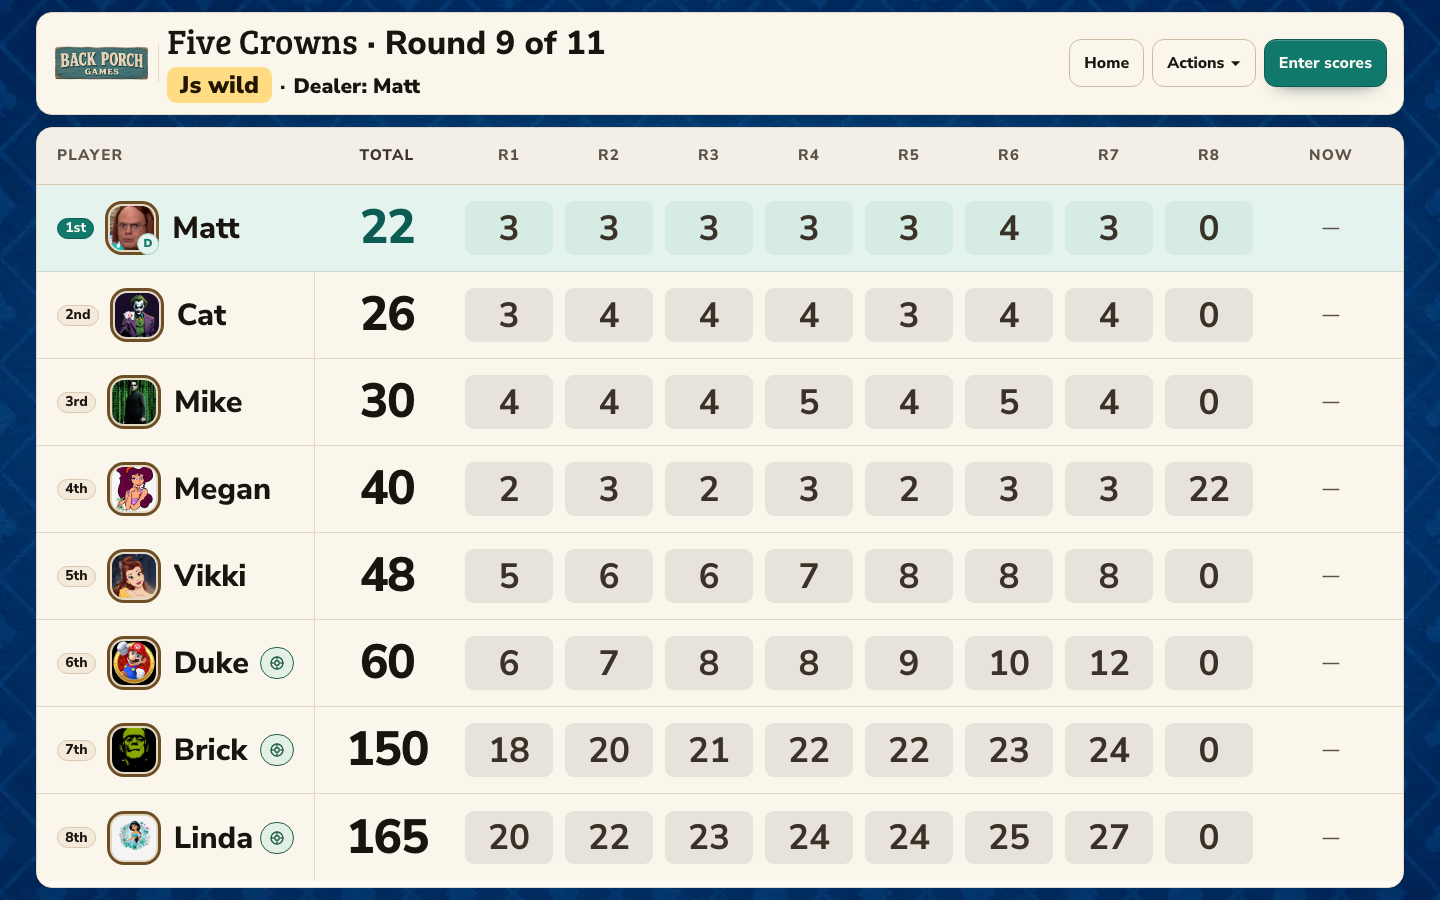 BACK PORCH
GAMES
Five Crowns · Round 9 of 11
Js wild · Dealer: Matt
Home
Actions
Enter scores
PLAYER TOTAL R1 R2 R3 R4 R5 R6 R7 R8 NOW
1st D Matt 22 3 3 3 3 3 4 3 0 —
2nd Cat 26 3 4 4 4 3 4 4 0 —
3rd Mike 30 4 4 4 5 4 5 4 0 —
4th Megan 40 2 3 2 3 2 3 3 22 —
5th Vikki 48 5 6 6 7 8 8 8 0 —
6th Duke 60 6 7 8 8 9 10 12 0 —
7th Brick 150 18 20 21 22 22 23 24 0 —
8th Linda 165 20 22 23 24 24 25 27 0 —